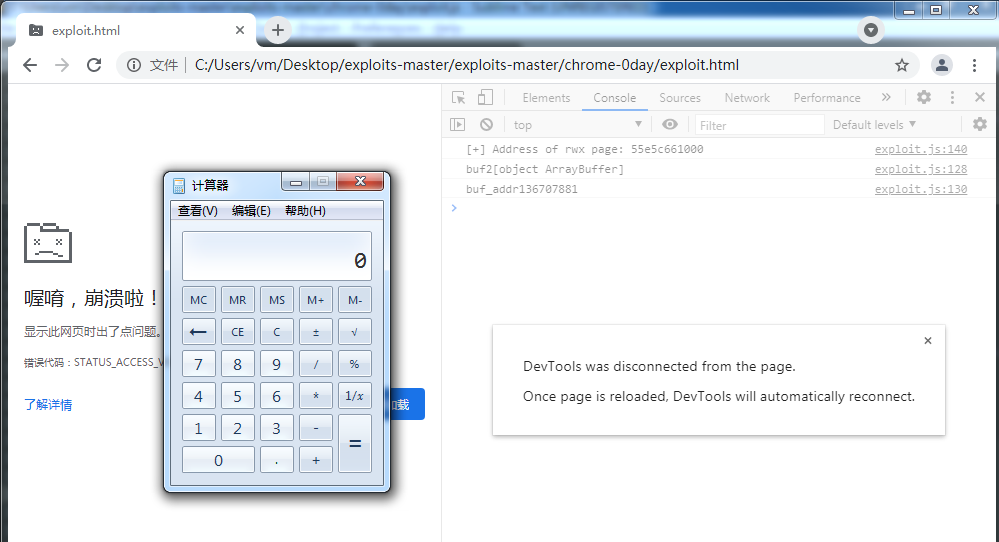 exploit.html
文件 | C:/Users/vm/Desktop/exploits-master/exploits-master/chrome-0day/exploit.html
Elements Console Sources Network Performance »
top Filter Default levels
[+] Address of rwx page: 55e5c661000 exploit.js:140
buf2[object ArrayBuffer] exploit.js:128
buf_addr136707881 exploit.js:130
>
喔唷，崩溃啦！
显示此网页时出了点问题。
错误代码：STATUS_ACCESS_V
了解详情
计算器
查看(V) 编辑(E) 帮助(H)
0
MC MR MS M+ M-
← CE C ± √
7 8 9 / %
4 5 6 * 1/x
1 2 3 - =
0 . +
DevTools was disconnected from the page.
Once page is reloaded, DevTools will automatically reconnect.